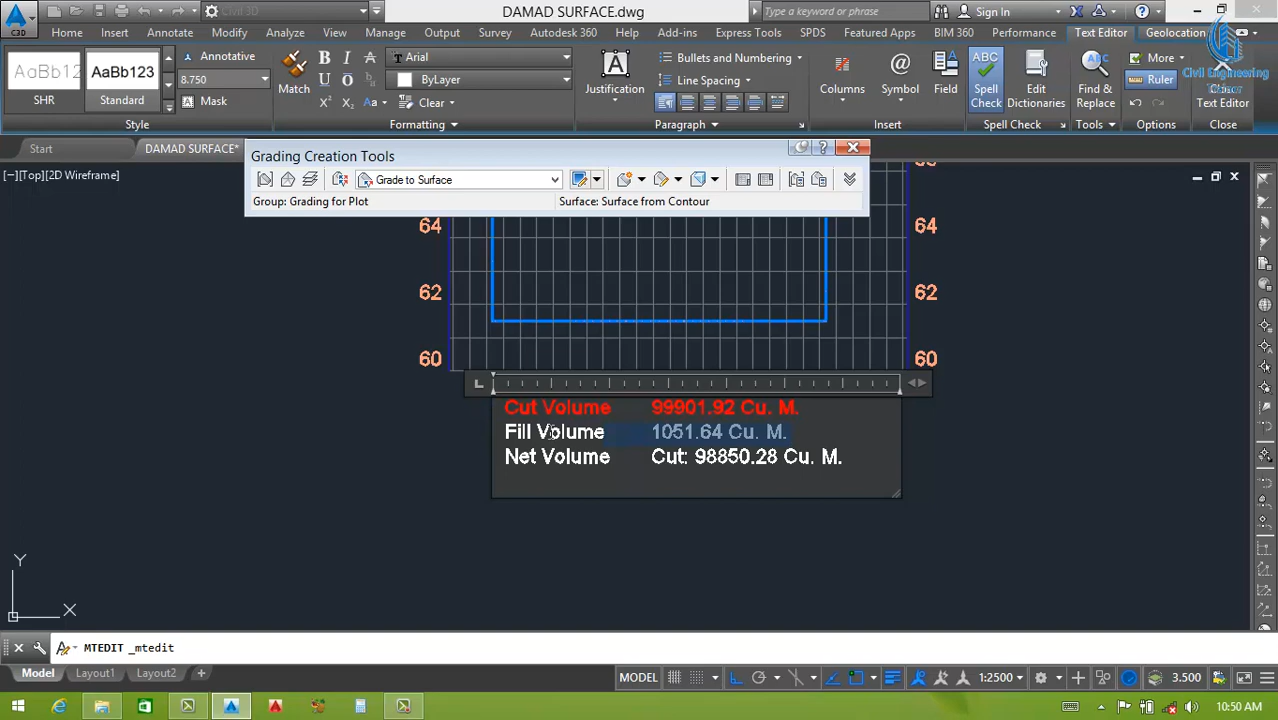 C3D
Civil 3D
DAMAD SURFACE.dwg
Type a keyword or phrase
Sign In
Home Insert Annotate Modify Analyze View Manage Output Survey Autodesk 360 Help Add-ins Express Tools SPDS Featured Apps BIM 360 Performance Text Editor Geolocation
AaBb12 AaBb123
SHR Standard
Annotative
8.750
Mask
Style
Match
B I A Arial
U O ByLayer
Clear
Formatting
Justification
Bullets and Numbering
Line Spacing
Paragraph
Columns Symbol Field
Insert
ABC
Spell Check
Edit Dictionaries
Spell Check
Find & Replace
Tools
More
Ruler
Options
Civil Engineering
Close
Text Editor
Close
Start DAMAD SURFACE*
Grading Creation Tools
[−][Top][2D Wireframe]
Grade to Surface
Group: Grading for Plot Surface: Surface from Contour
64 64
62 62
60 60
Cut Volume 99901.92 Cu. M.
Fill Volume 1051.64 Cu. M.
Net Volume Cut: 98850.28 Cu. M.
Y
X
MTEDIT _mtedit
Model Layout1 Layout2 +
MODEL 1:2500 3.500
10:50 AM